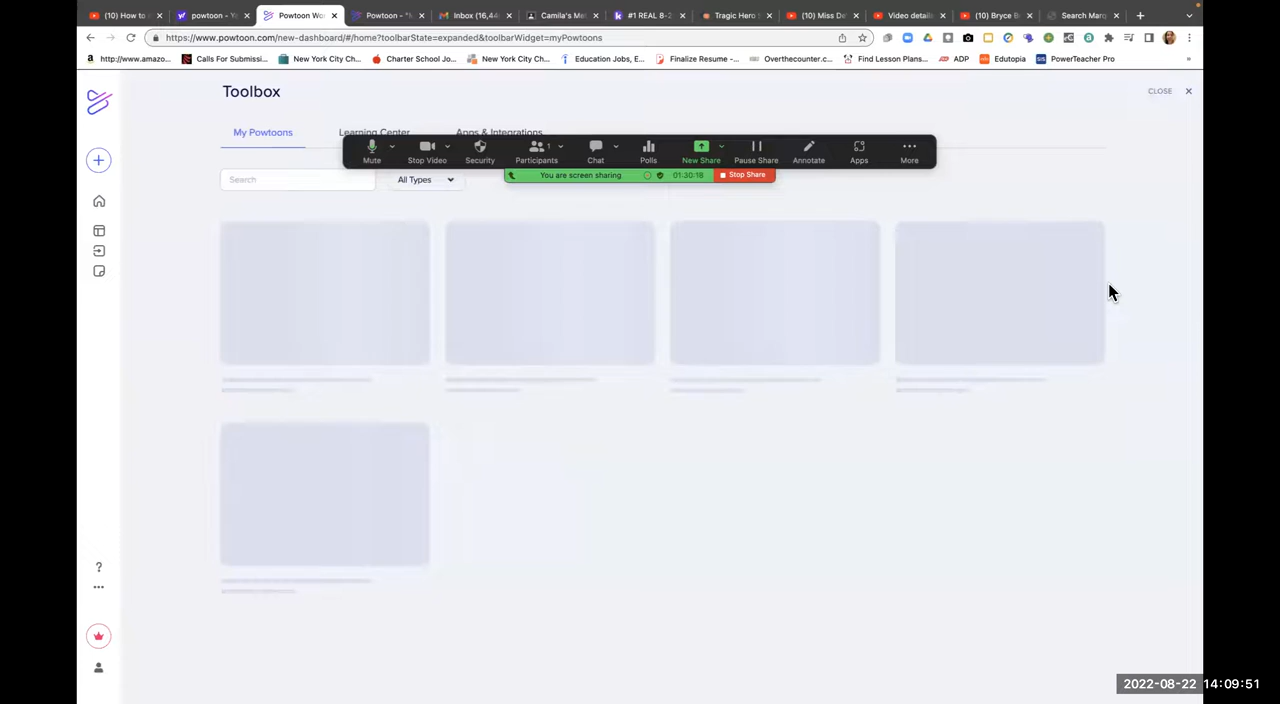 (10) How to
powtoon - Y
Powtoon Wo
Powtoon - "
Inbox (16,44
Camila's Me
#1 REAL 8-2
Tragic Hero
(10) Miss De
Video details
(10) Bryce B
Search Marq
https://www.powtoon.com/new-dashboard/#/home?toolbarState=expanded&toolbarWidget=myPowtoons
http://www.amazo...
Calls For Submissi...
New York City Ch...
Charter School Jo...
New York City Ch...
Education Jobs, E...
Finalize Resume -...
Overthecounter.c...
Find Lesson Plans...
ADP
Edutopia
PowerTeacher Pro
»
Toolbox
CLOSE
My Powtoons
Learning Center
Apps & Integrations
Mute
Stop Video
Security
Participants
1
Chat
Polls
New Share
Pause Share
Annotate
Apps
More
You are screen sharing
01:30:18
Stop Share
Search
All Types
2022-08-22 14:09:51